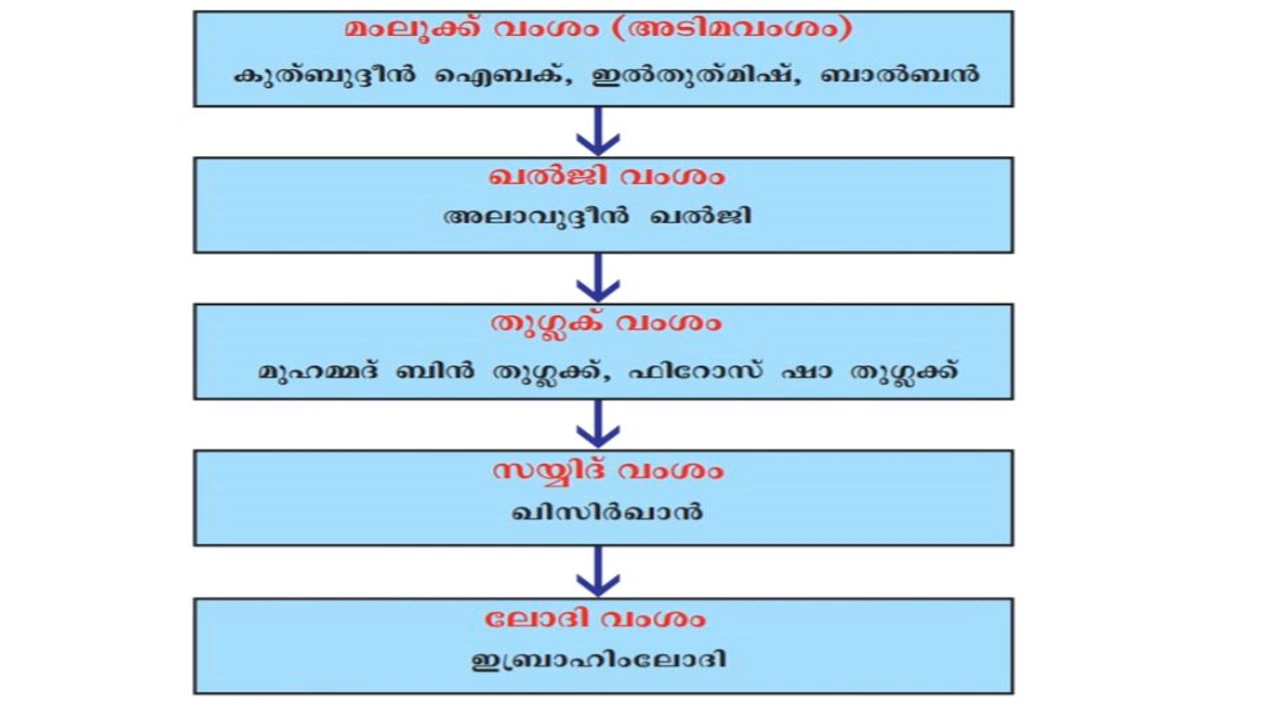 മംലൂക്ക് വംശം (അടിമവംശം)
കുത്ബുദ്ദീൻ ഐബക്, ഇൽതുത്മിഷ്, ബാൽബൻ
ഖൽജി വംശം
അലാവുദ്ദീൻ ഖൽജി
തുഗ്ലക് വംശം
മുഹമ്മദ് ബിൻ തുഗ്ലക്ക്, ഫിറോസ് ഷാ തുഗ്ലക്ക്
സയ്യിദ് വംശം
ഖിസിർഖാൻ
ലോദി വംശം
ഇബ്രാഹിംലോദി